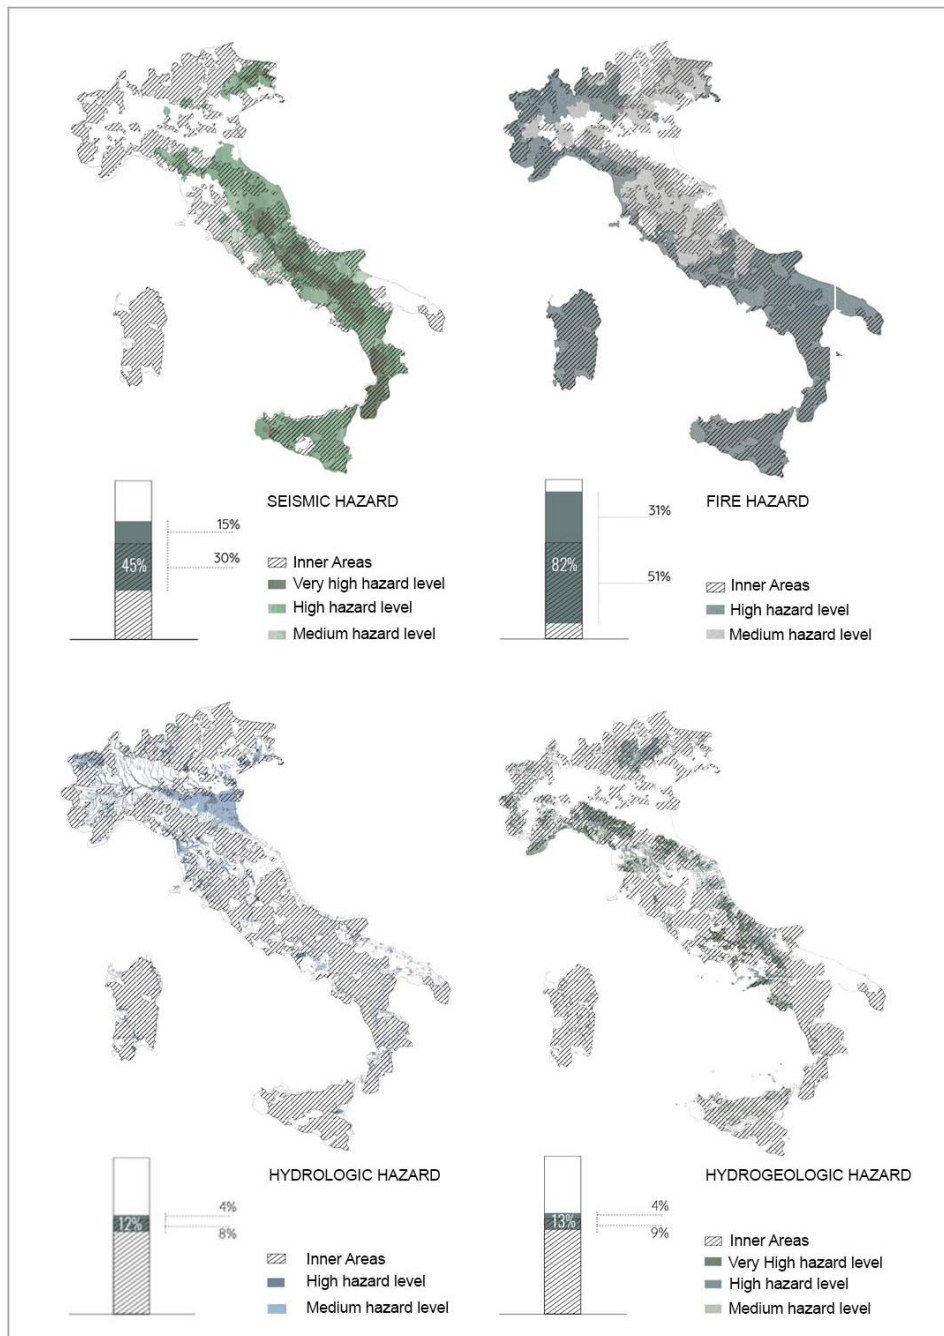 SEISMIC HAZARD
15%
45%
30%
Inner Areas
Very high hazard level
High hazard level
Medium hazard level
FIRE HAZARD
31%
82%
51%
Inner Areas
High hazard level
Medium hazard level
HYDROLOGIC HAZARD
4%
12%
8%
Inner Areas
High hazard level
Medium hazard level
HYDROGEOLOGIC HAZARD
4%
13%
9%
Inner Areas
Very High hazard level
High hazard level
Medium hazard level